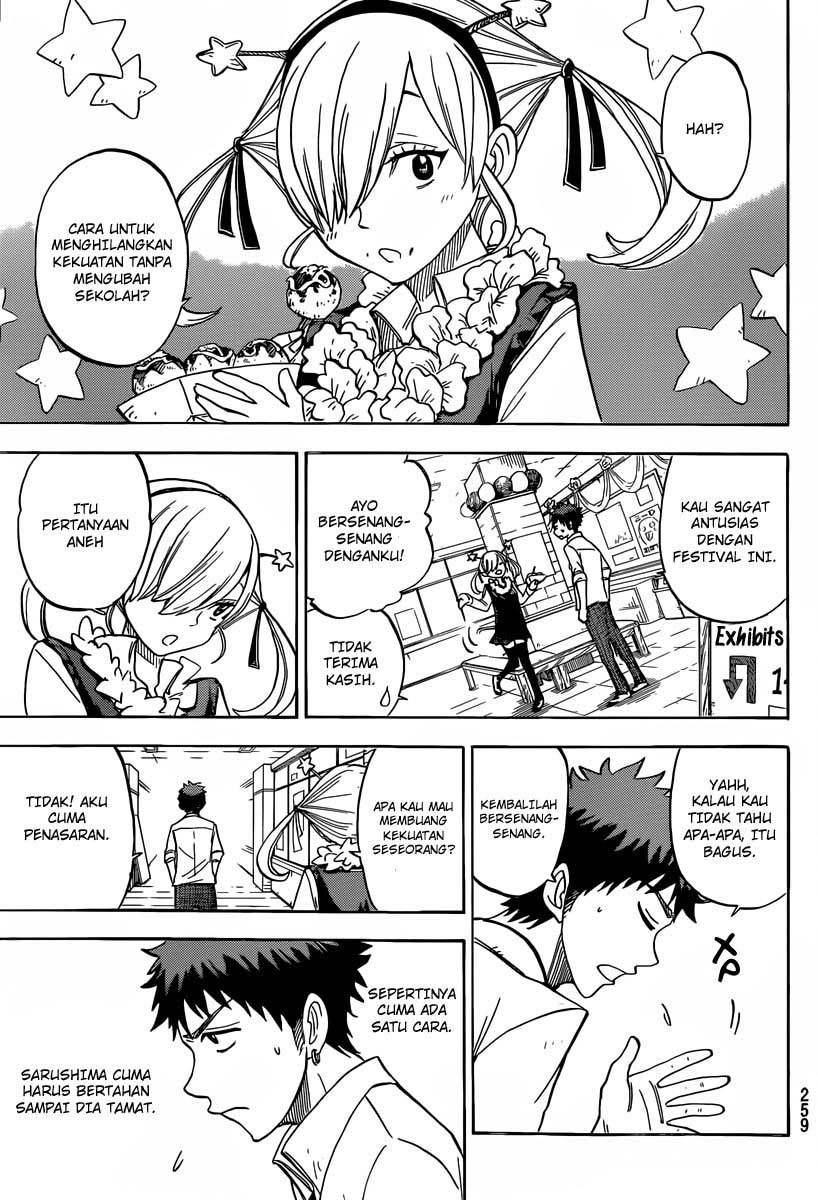 HAH?
CARA UNTUK
MENGHILANGKAN
KEKUATAN TANPA
MENGUBAH
SEKOLAH?
KAU SANGAT
ANTUSIAS
DENGAN
FESTIVAL INI.
AYO
BERSENANG-
SENANG
DENGANKU!
TIDAK
TERIMA
KASIH.
Exhibits
1-
ITU
PERTANYAAN
ANEH
YAHH,
KALAU KAU
TIDAK TAHU
APA-APA, ITU
BAGUS.
KEMBALILAH
BERSENANG-
SENANG.
XP
APA KAU MAU
MEMBUANG
KEKUATAN
SESEORANG?
TIDAK! AKU
CUMA
PENASARAN.
SEPERTINYA
CUMA ADA
SATU CARA.
SARUSHIMA CUMA
HARUS BERTAHAN
SAMPAI DIA TAMAT.
259